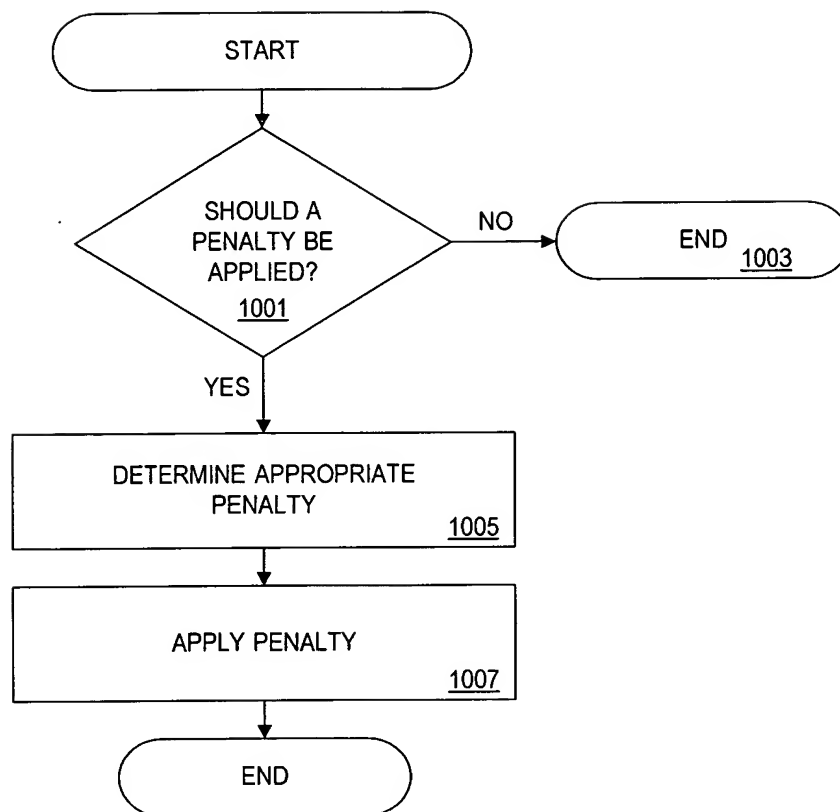 START
SHOULD A
PENALTY BE
APPLIED?
1001
NO
END
1003
YES
DETERMINE APPROPRIATE
PENALTY
1005
APPLY PENALTY
1007
END